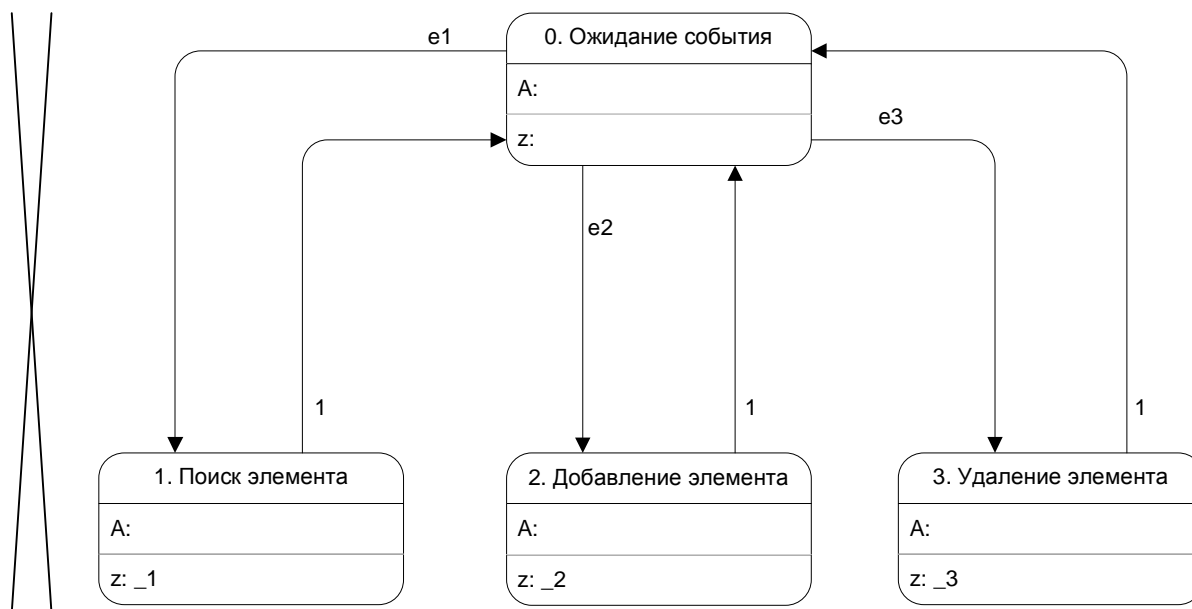 e1
0. Ожидание события
A:
z:
e3
e2
1
1
1
1. Поиск элемента
A:
z: _1
2. Добавление элемента
A:
z: _2
3. Удаление элемента
A:
z: _3